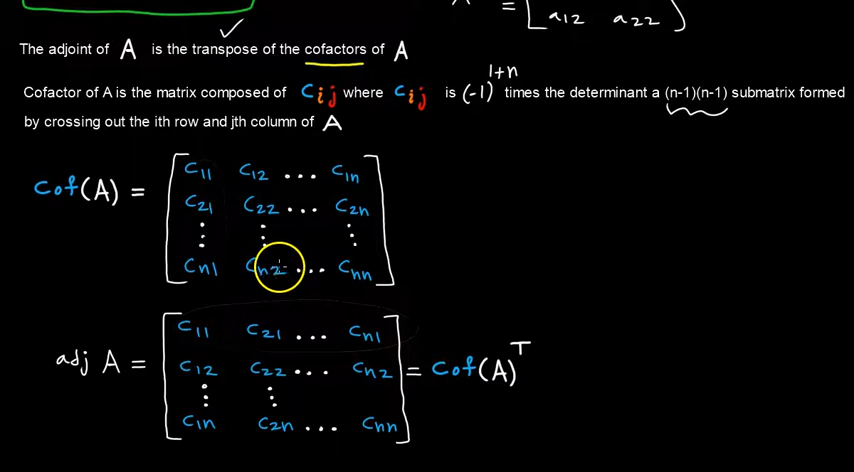 A = [ a12 a22 ]
The adjoint of A is the transpose of the cofactors of A
Cofactor of A is the matrix composed of Cij where Cij is (-1)^1+n times the determinant a (n-1)(n-1) submatrix formed
by crossing out the ith row and jth column of A
C11 C12 ... C1n
Cof(A) =
C21 C22 ... C2n
⋮ ⋮ ⋮
Cn1 Cn2 ... Cnn
C11 C21 ... Cn1
adj A = C12 C22 ... Cn2 = Cof(A)^T
⋮ ⋮
C1n C2n ... Cnn